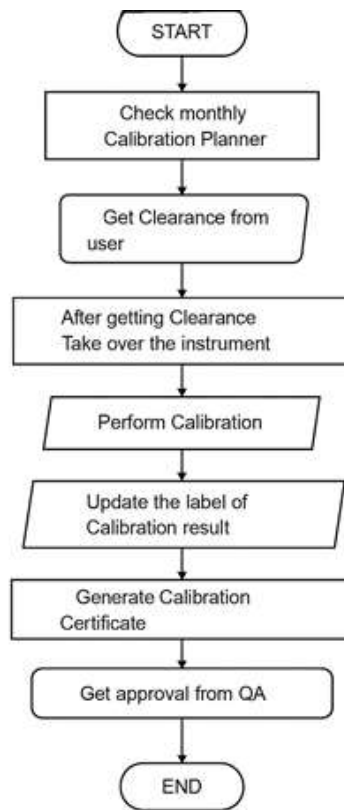 START
Check monthly
Calibration Planner
Get Clearance from
user
After getting Clearance
Take over the instrument
Perform Calibration
Update the label of
Calibration result
Generate Calibration
Certificate
Get approval from QA
END